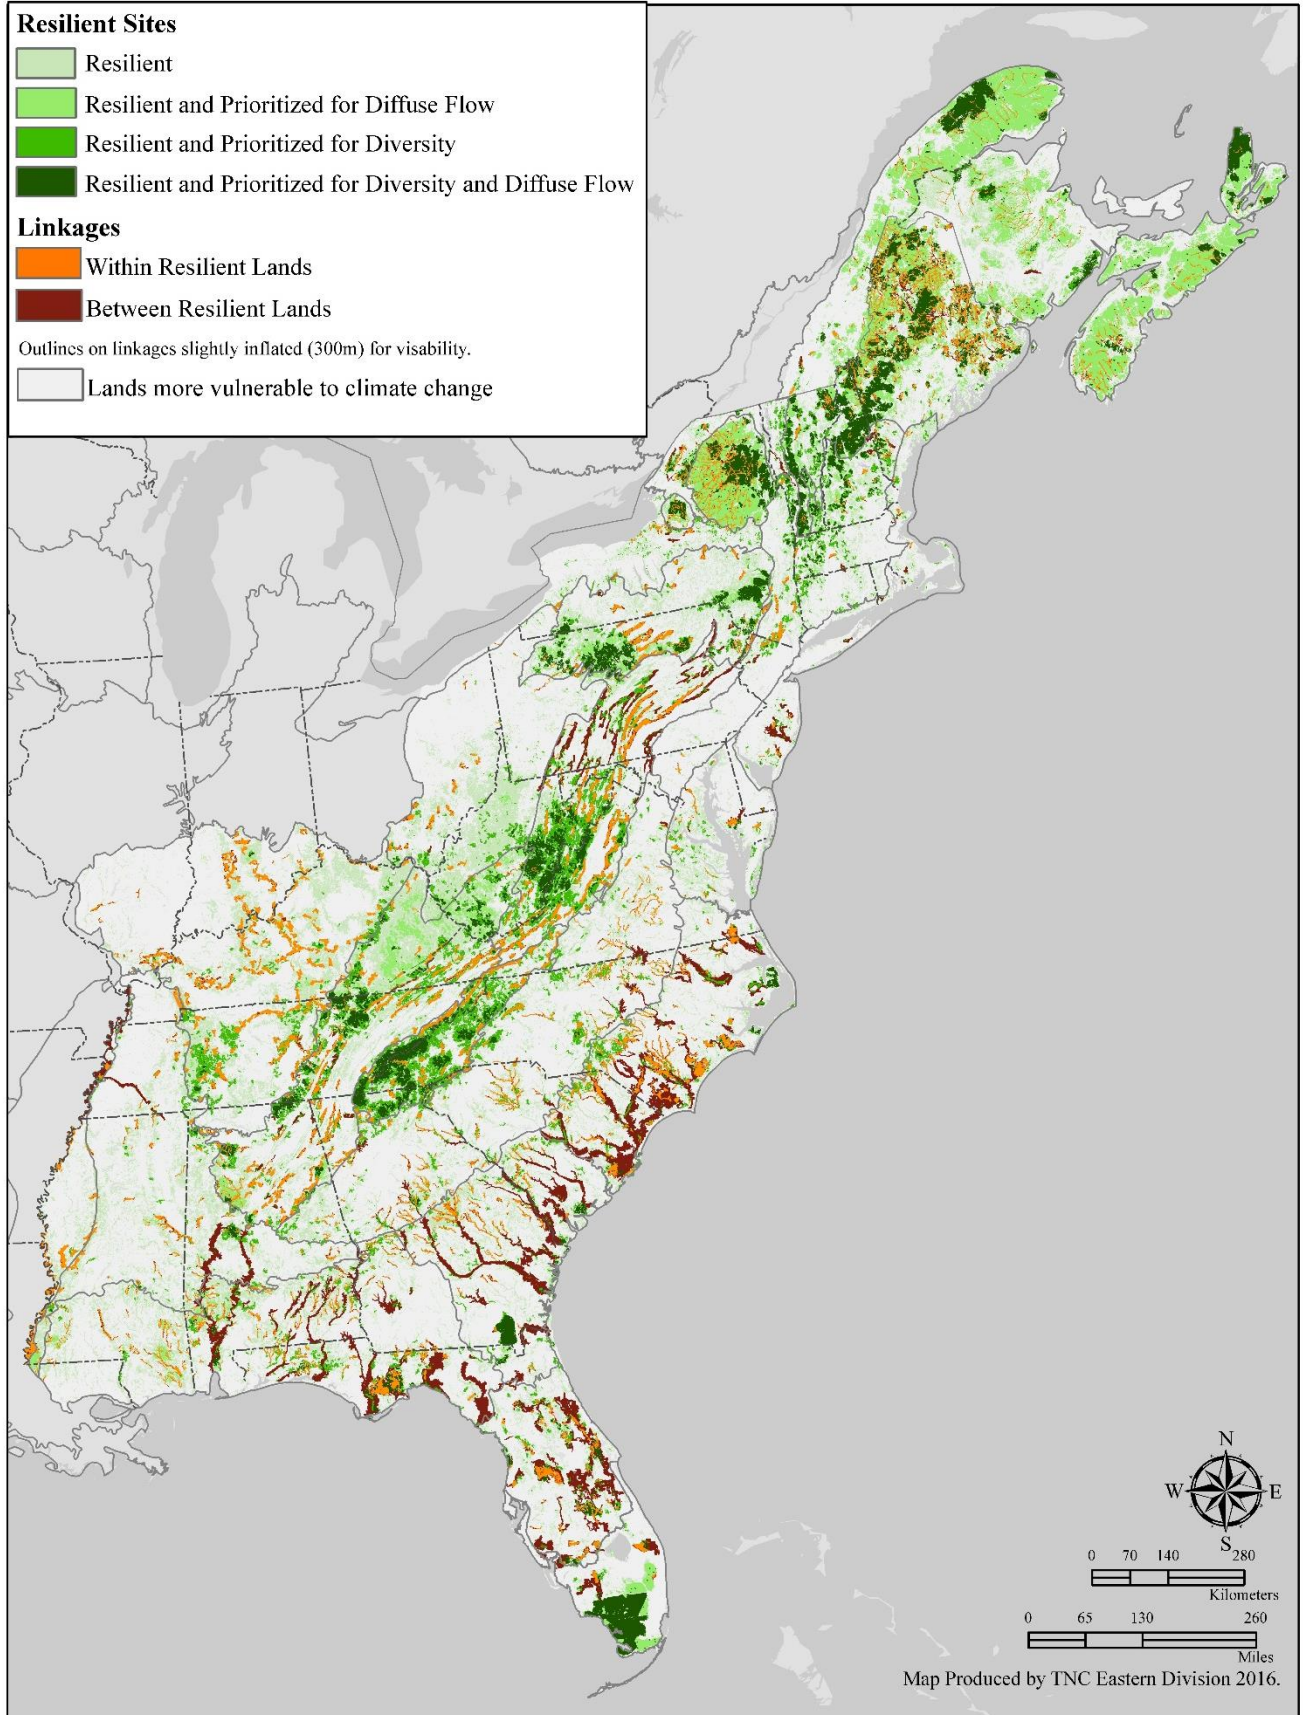 Resilient Sites
Resilient
Resilient and Prioritized for Diffuse Flow
Resilient and Prioritized for Diversity
Resilient and Prioritized for Diversity and Diffuse Flow
Linkages
Within Resilient Lands
Between Resilient Lands
Outlines on linkages slightly inflated (300m) for visability.
Lands more vulnerable to climate change
N
W E
S
0 70 140 280
Kilometers
0 65 130 260
Miles
Map Produced by TNC Eastern Division 2016.